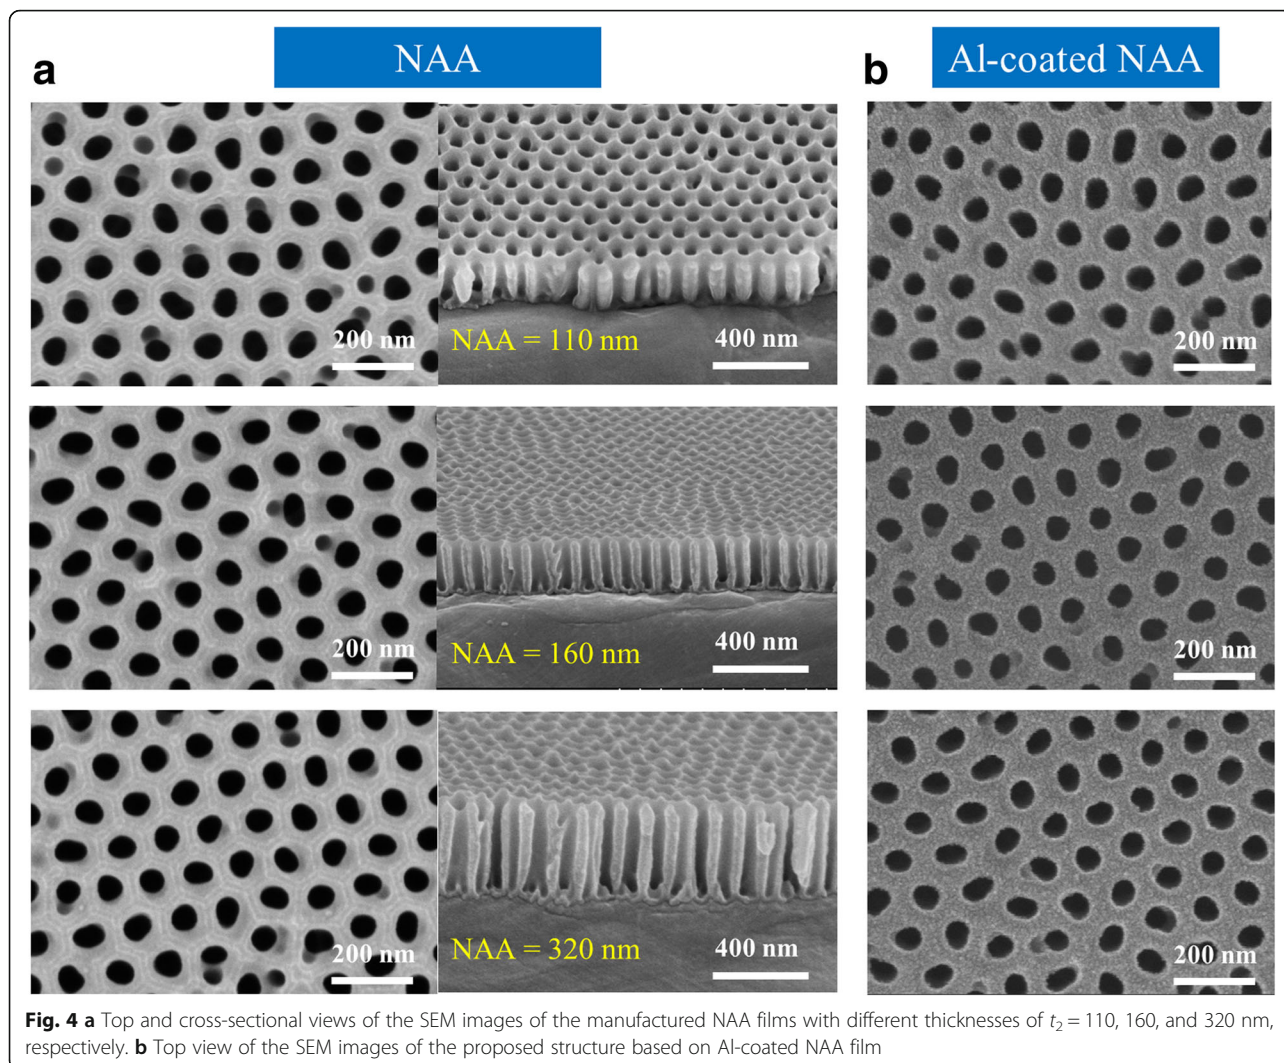 a
NAA
b
Al-coated NAA
200 nm
NAA = 110 nm
400 nm
200 nm
200 nm
NAA = 160 nm
400 nm
200 nm
200 nm
NAA = 320 nm
400 nm
200 nm
Fig. 4 a Top and cross-sectional views of the SEM images of the manufactured NAA films with different thicknesses of t₂ = 110, 160, and 320 nm,
respectively. b Top view of the SEM images of the proposed structure based on Al-coated NAA film